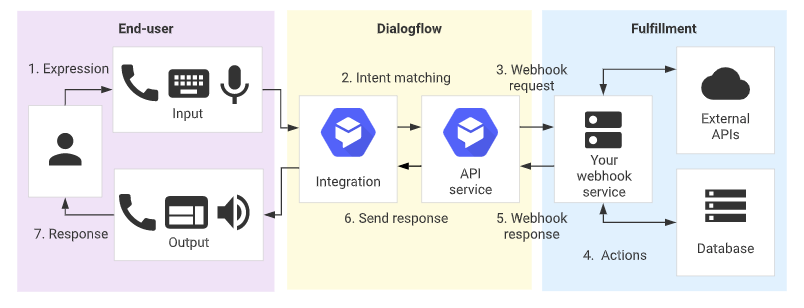 End-user
Dialogflow
Fulfillment
1. Expression
Input
2. Intent matching
3. Webhook
request
External
APIs
Integration
API
service
Your
webhook
service
7. Response
Output
6. Send response
5. Webhook
response
4. Actions
Database